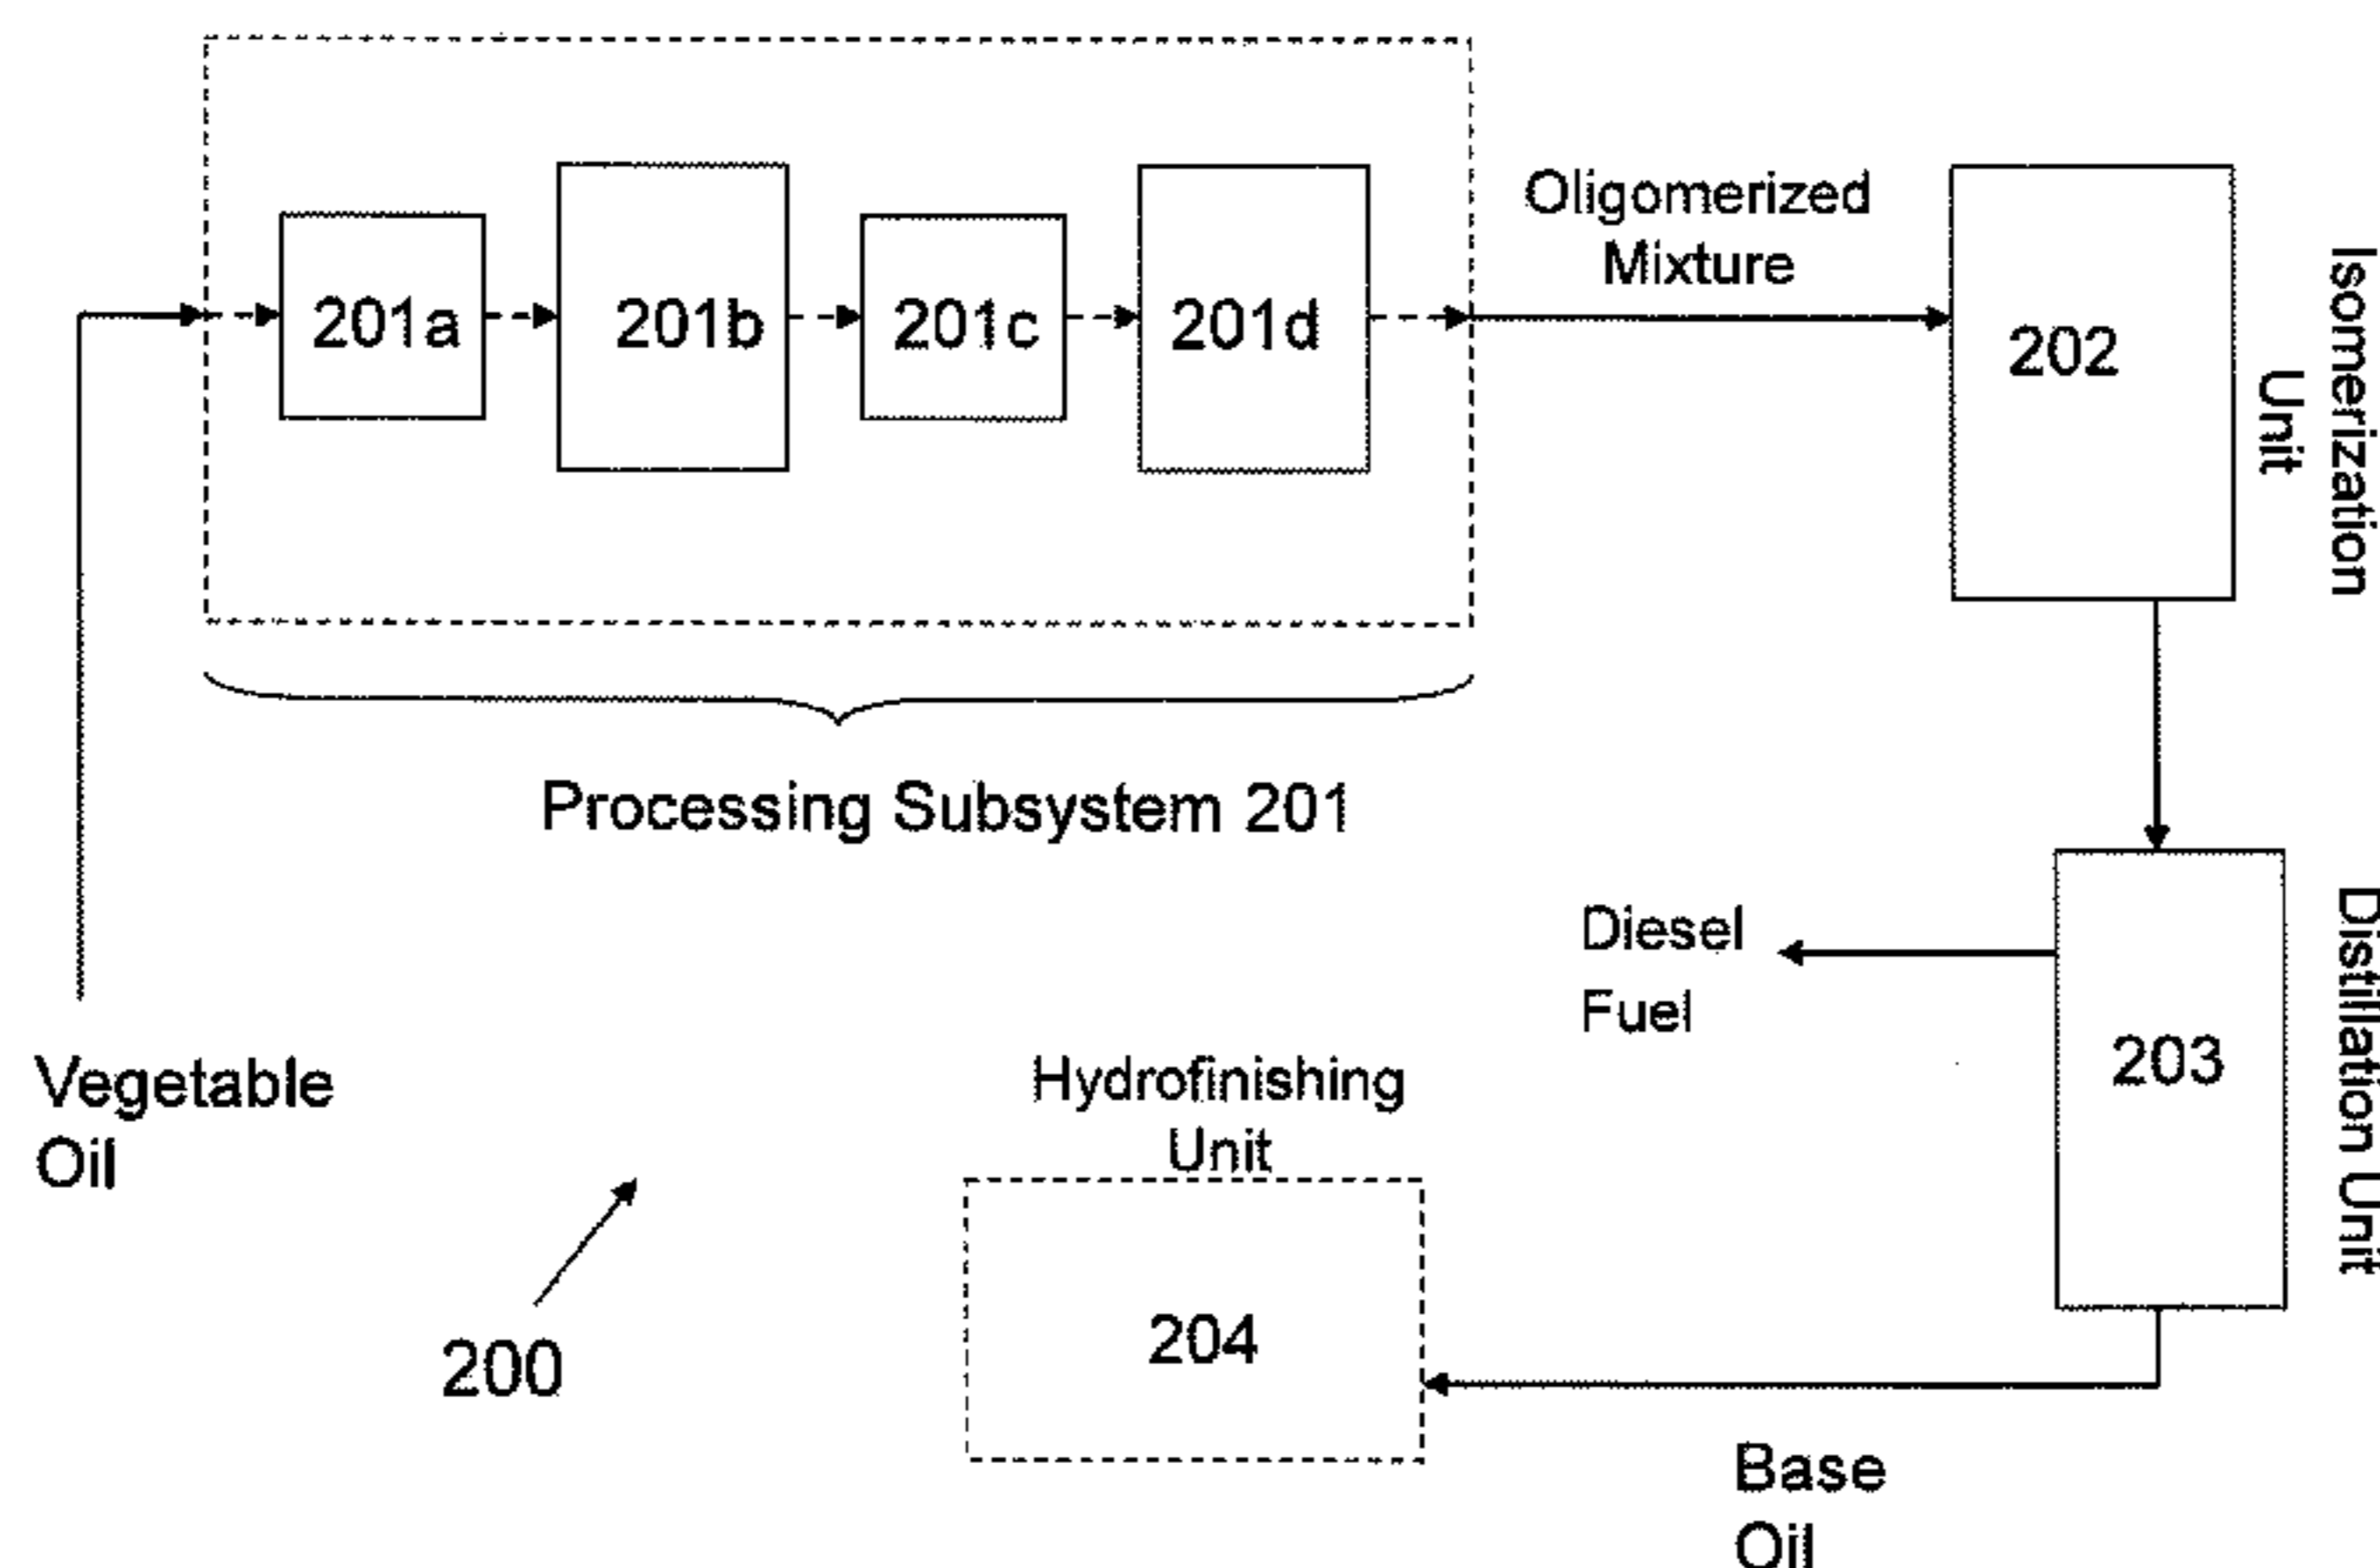 201a
201b
201c
201d
Oligomerized
Mixture
202
Isomerization
Unit
Processing Subsystem 201
Diesel
Fuel
203
Distillation Unit
Vegetable
Oil
Hydrofinishing
Unit
204
200
Base
Oil